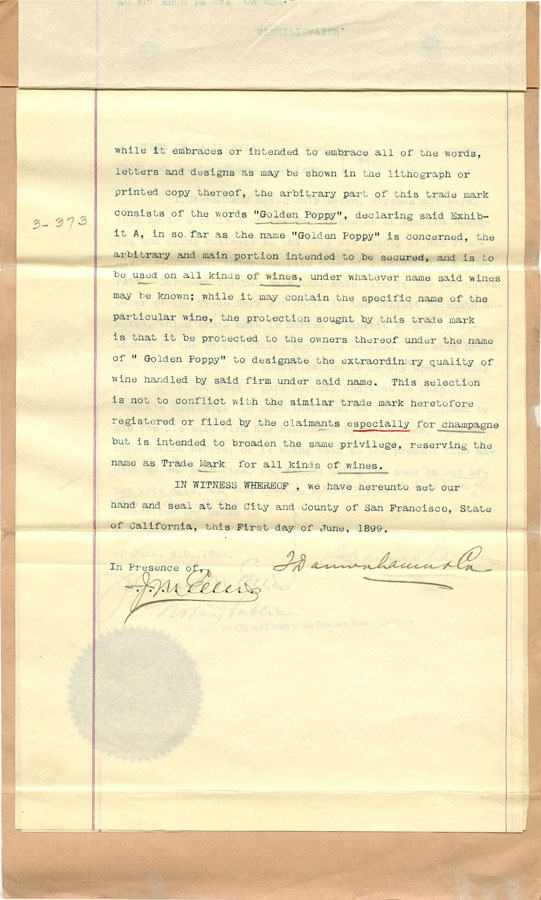 while it embraces or intended to embrace all of the words,
letters and designs as may be shown in the lithograph or
printed copy thereof, the arbitrary part of this trade mark
3-373
consists of the words "Golden Poppy", declaring said Exhib-
it A, in so far as the name "Golden Poppy" is concerned, the
arbitrary and main portion intended to be secured, and is to
be used on all kinds of wines, under whatever name said wines
may be known; while it may contain the specific name of the
particular wine, the protection sought by this trade mark
is that it be protected to the owners thereof under the name
of " Golden Poppy" to designate the extraordinary quality of
wine handled by said firm under said name. This selection
is not to conflict with the similar trade mark heretofore
registered or filed by the claimants especially for champagne
but is intended to broaden the same privilege, reserving the
name as Trade Mark for all kinds of wines.
IN WITNESS WHEREOF , we have hereunto set our
hand and seal at the City and County of San Francisco, State
of California, this First day of June, 1899.
In Presence of,